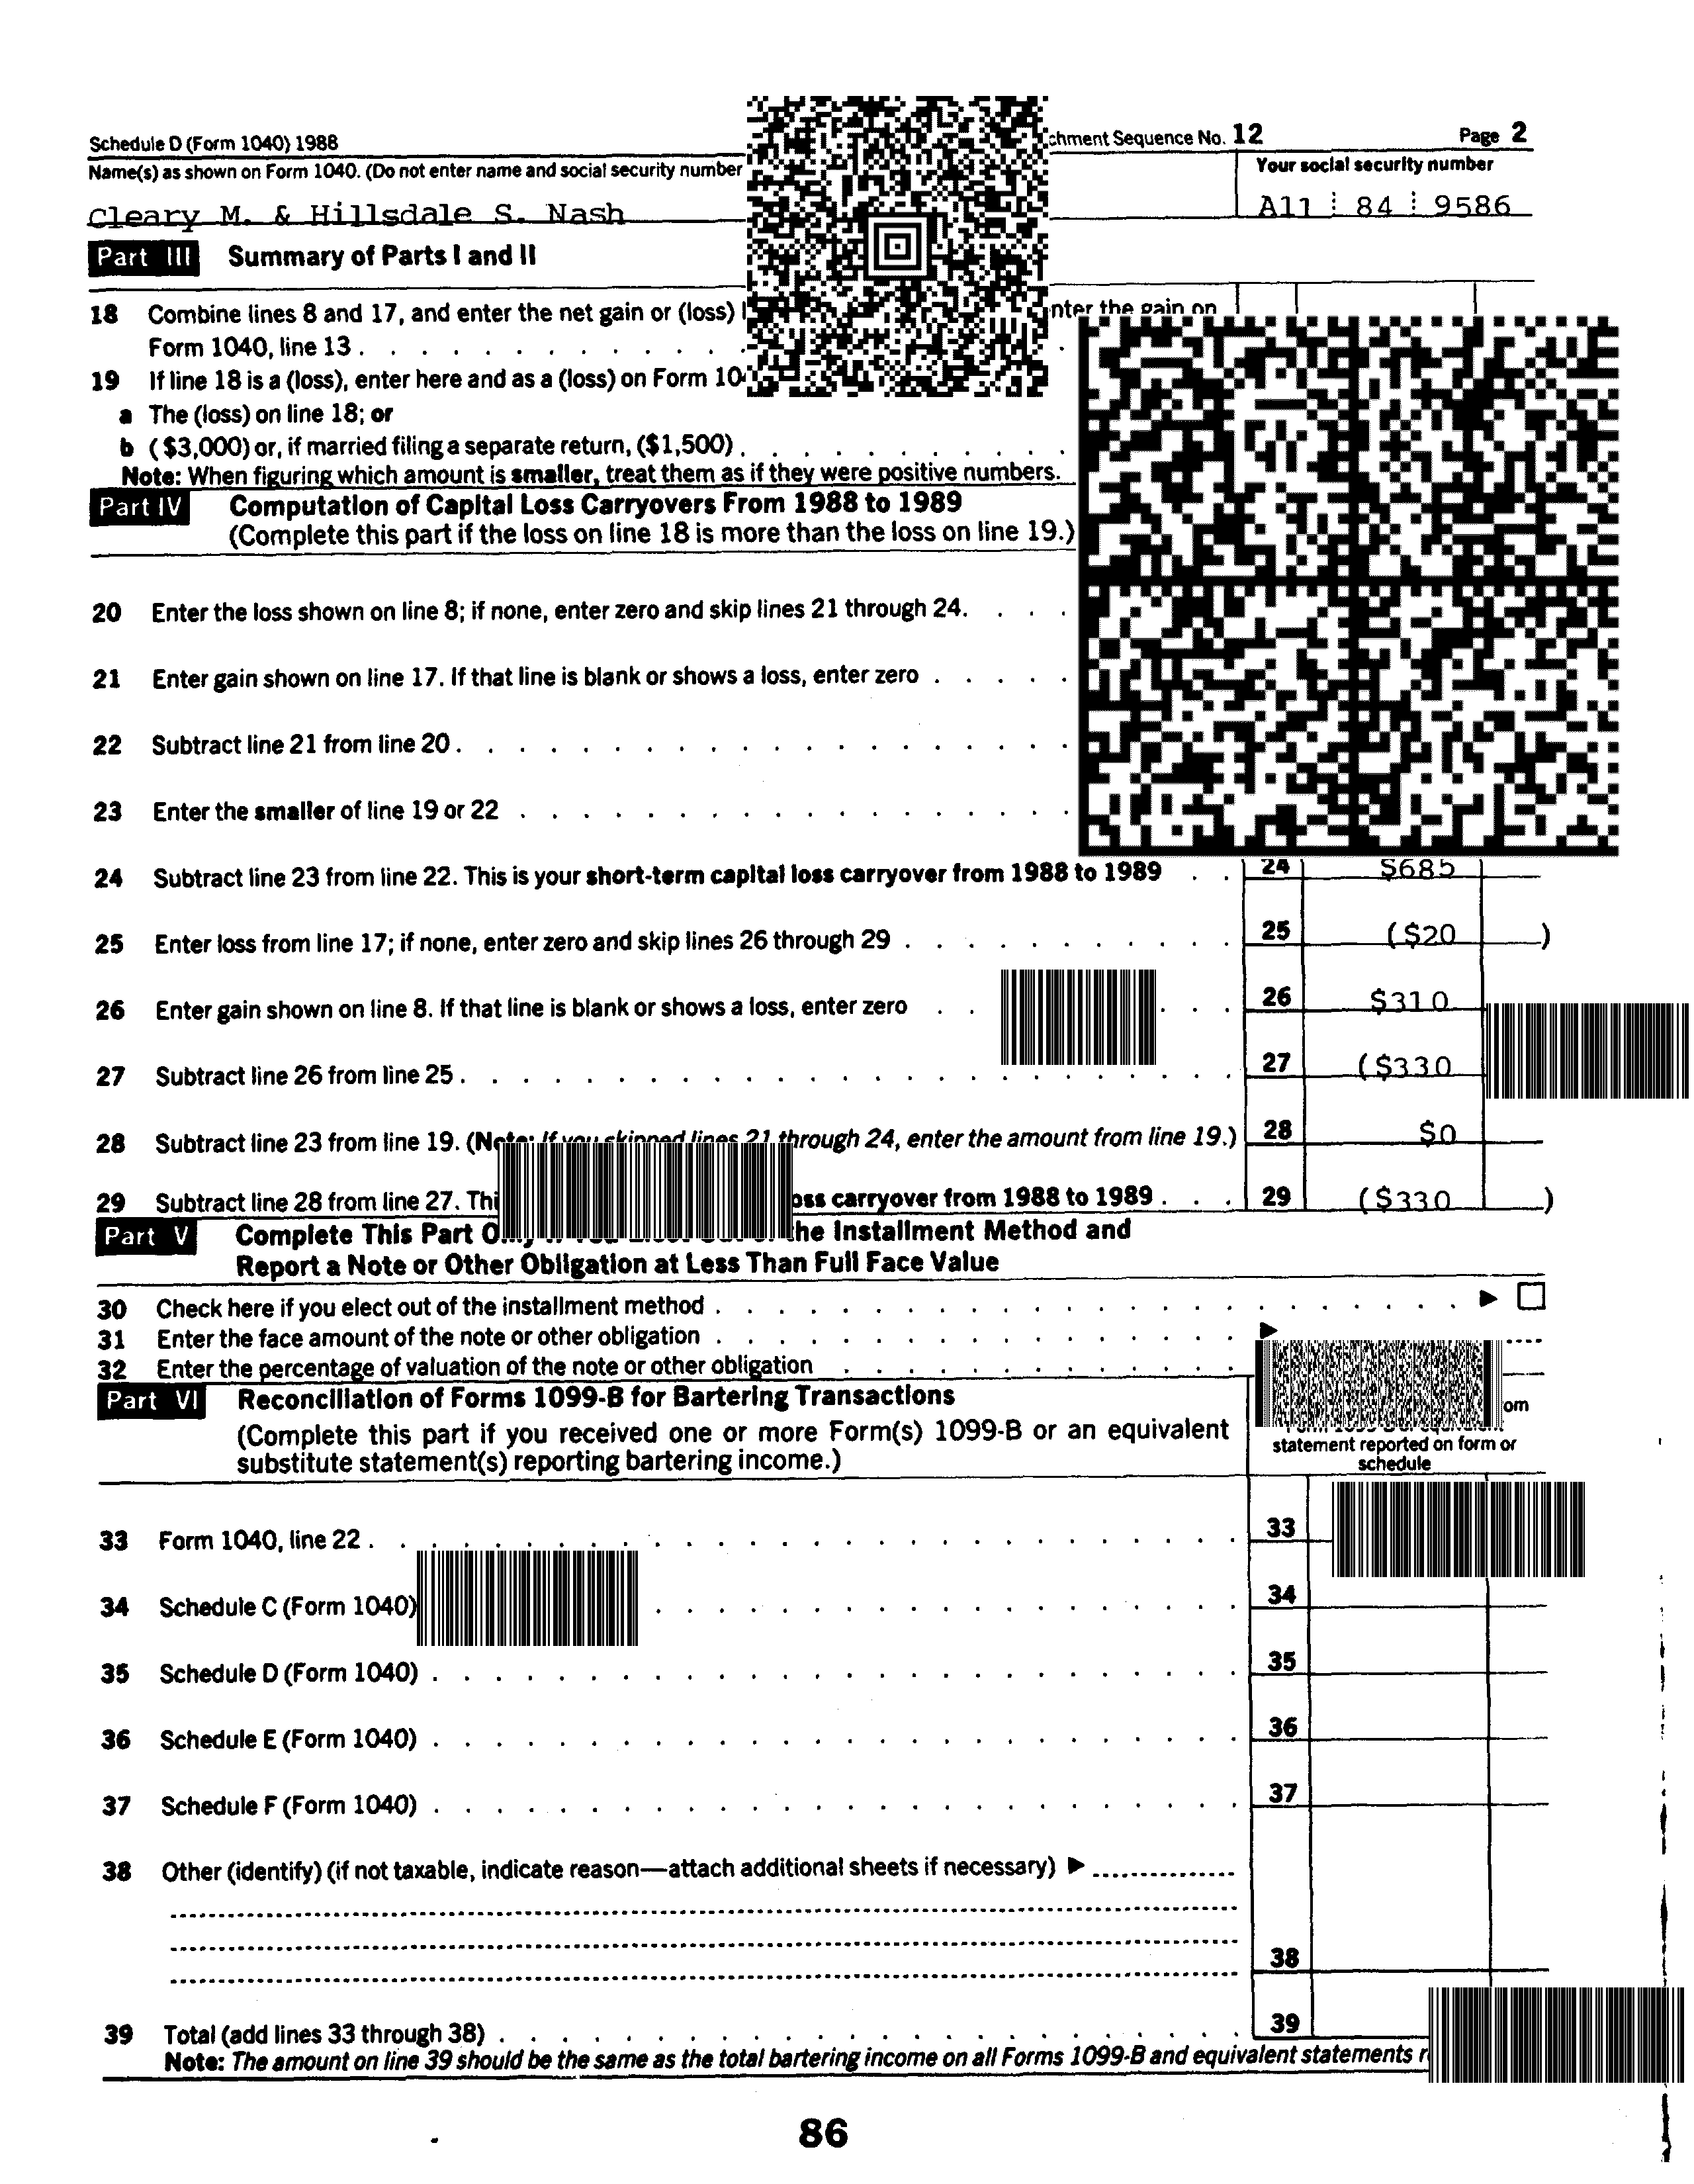 Schedule D (Form 1040) 1988 chment Sequence No. 12 Page 2
Name(s) as shown on Form 1040. (Do not enter name and social security number Your social security number
Cleary M. & Hillsdale S. Nash A11 84 9586
Part III Summary of Parts I and II
18 Combine lines 8 and 17, and enter the net gain or (loss) nter the gain on
Form 1040, line 13
19 If line 18 is a (loss), enter here and as a (loss) on Form 10
a The (loss) on line 18; or
b ($3,000) or, if married filing a separate return, ($1,500)
Note: When figuring which amount is smaller, treat them as if they were positive numbers.
Part IV Computation of Capital Loss Carryovers From 1988 to 1989
(Complete this part if the loss on line 18 is more than the loss on line 19.)
20 Enter the loss shown on line 8; if none, enter zero and skip lines 21 through 24.
21 Enter gain shown on line 17. If that line is blank or shows a loss, enter zero
22 Subtract line 21 from line 20.
23 Enter the smaller of line 19 or 22
24 Subtract line 23 from line 22. This is your short-term capital loss carryover from 1988 to 1989 24 $685
25 Enter loss from line 17; if none, enter zero and skip lines 26 through 29 25 ($20 )
26 Enter gain shown on line 8. If that line is blank or shows a loss, enter zero 26 $310
27 Subtract line 26 from line 25. 27 ($330
28 Subtract line 23 from line 19. (Note: If you skipped lines 21 through 24, enter the amount from line 19.) 28 $0
29 Subtract line 28 from line 27. Thi oss carryover from 1988 to 1989 29 ($330 )
Part V Complete This Part O he Installment Method and
Report a Note or Other Obligation at Less Than Full Face Value
30 Check here if you elect out of the installment method
31 Enter the face amount of the note or other obligation
32 Enter the percentage of valuation of the note or other obligation
Part VI Reconciliation of Forms 1099-B for Bartering Transactions
om
(Complete this part if you received one or more Form(s) 1099-B or an equivalent
substitute statement(s) reporting bartering income.)
statement reported on form or
schedule
33 Form 1040, line 22 33
34 Schedule C (Form 1040) 34
35 Schedule D (Form 1040) 35
36 Schedule E (Form 1040) 36
37 Schedule F (Form 1040) 37
38 Other (identify) (if not taxable, indicate reason—attach additional sheets if necessary)
38
39 Total (add lines 33 through 38) 39
Note: The amount on line 39 should be the same as the total bartering income on all Forms 1099-B and equivalent statements r
86